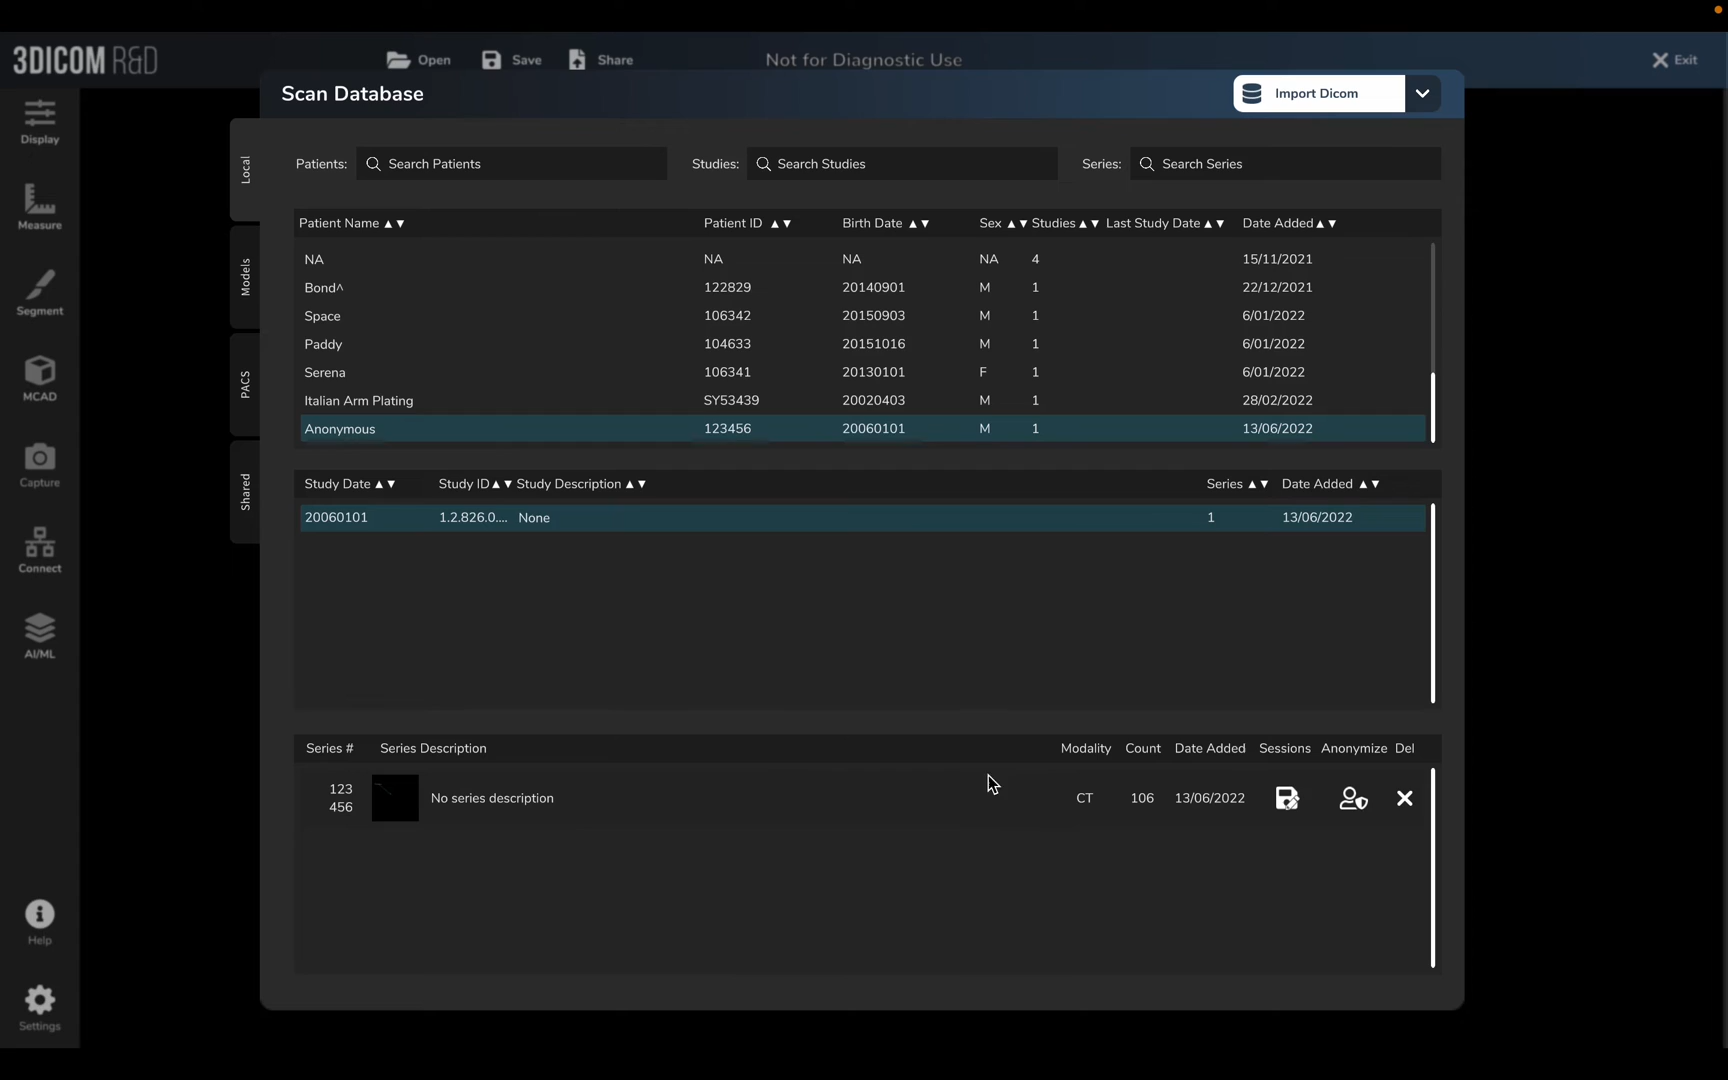 3DICOM R&D
Open Save Share Not for Diagnostic Use Exit
Scan Database Import Dicom
Display
Measure
Segment
MCAD
Capture
Connect
AI/ML
Help
Settings
Local
Models
PACS
Shared
Patients: Search Patients Studies: Search Studies Series: Search Series
Patient Name ▲▼ Patient ID ▲▼ Birth Date ▲▼ Sex ▲▼ Studies▲▼ Last Study Date▲▼ Date Added▲▼
NA NA NA NA 4 15/11/2021
Bond^ 122829 20140901 M 1 22/12/2021
Space 106342 20150903 M 1 6/01/2022
Paddy 104633 20151016 M 1 6/01/2022
Serena 106341 20130101 F 1 6/01/2022
Italian Arm Plating SY53439 20020403 M 1 28/02/2022
Anonymous 123456 20060101 M 1 13/06/2022
Study Date ▲▼ Study ID▲▼ Study Description ▲▼ Series ▲▼ Date Added ▲▼
20060101 1.2.826.0.... None 1 13/06/2022
Series # Series Description Modality Count Date Added Sessions Anonymize Del
123
456 No series description CT 106 13/06/2022